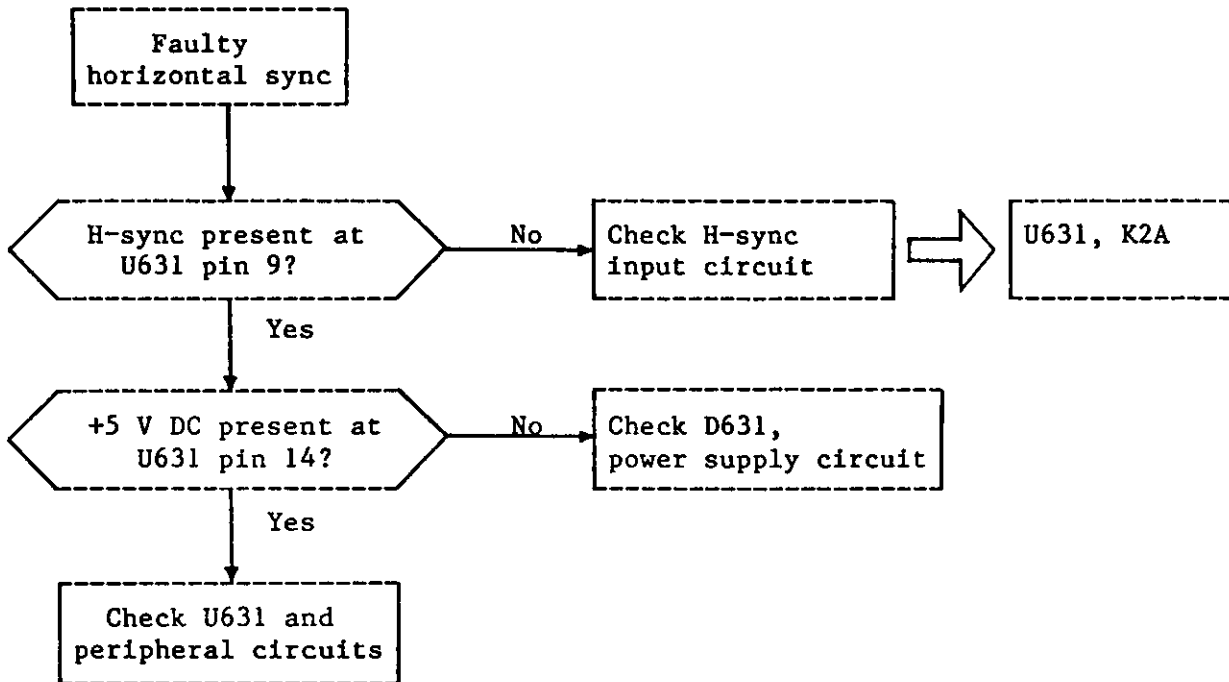 Faulty
horizontal sync
H-sync present at
U631 pin 9?
No
Check H-sync
input circuit
U631, K2A
Yes
+5 V DC present at
U631 pin 14?
No
Check D631,
power supply circuit
Yes
Check U631 and
peripheral circuits